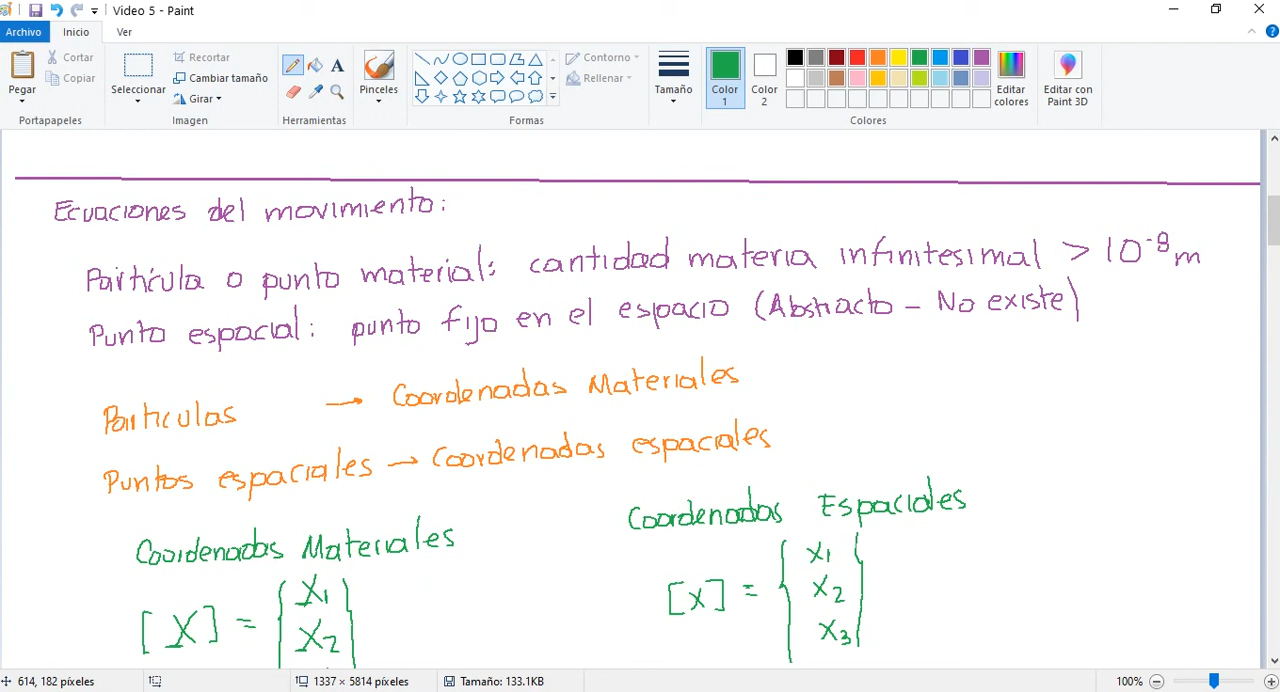 Video 5 - Paint
Archivo Inicio Ver
Pegar
Cortar
Copiar
Portapapeles
Seleccionar
Recortar
Cambiar tamaño
Girar
Imagen
Herramientas
Pinceles
Contorno
Rellenar
Formas
Tamaño
Color 1
Color 2
Editar colores
Colores
Editar con Paint 3D
Ecuaciones del movimiento:
Partícula o punto material: cantidad materia infinitesimal > 10⁻⁸ m
Punto espacial: punto fijo en el espacio (Abstracto - No existe)
Particulas → Coordenadas Materiales
Puntos espaciales → Coordenadas espaciales
Coordenadas Materiales
[X] = { X₁
X₂
Coordenadas Espaciales
[x] = { x₁
x₂
x₃ }
614, 182 píxeles
1337 × 5814 píxeles
Tamaño: 133.1KB
100%